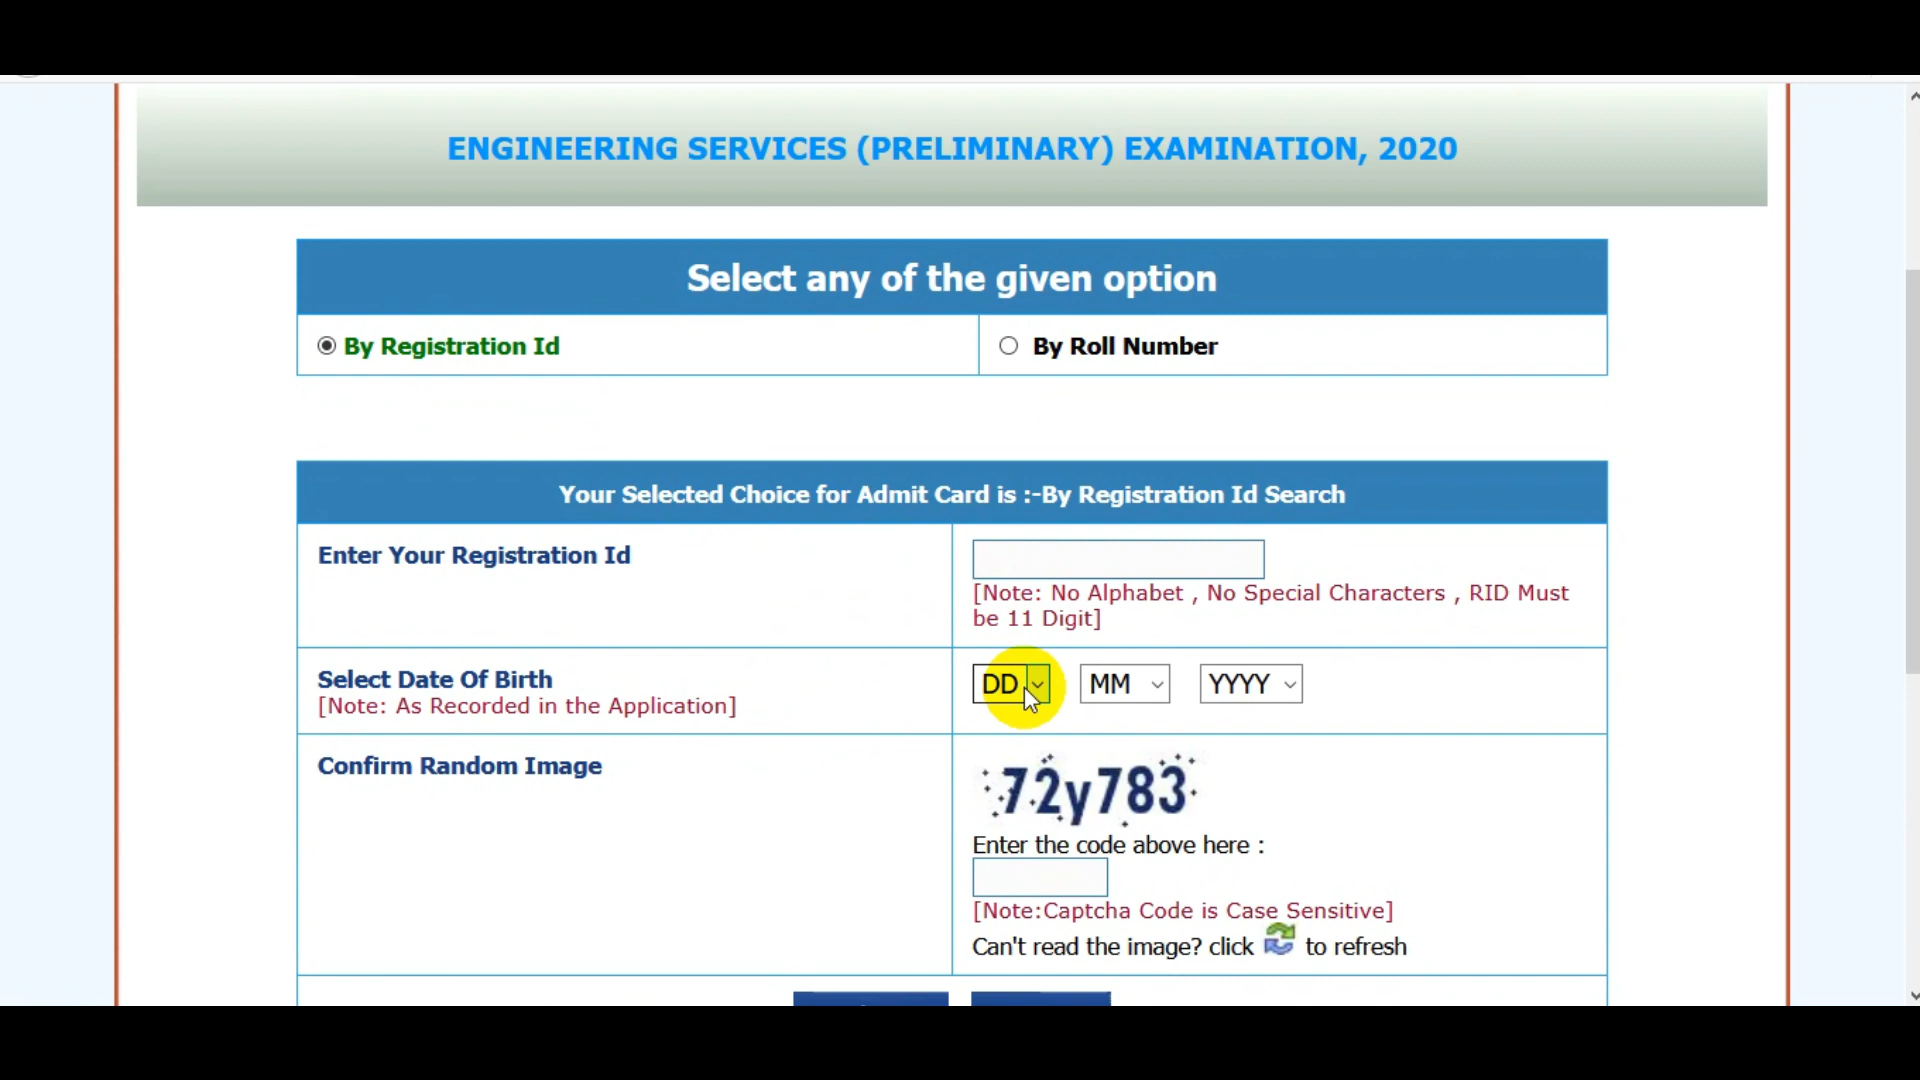 ENGINEERING SERVICES (PRELIMINARY) EXAMINATION, 2020
Select any of the given option
By Registration Id
By Roll Number
Your Selected Choice for Admit Card is :-By Registration Id Search
Enter Your Registration Id
[Note: No Alphabet , No Special Characters , RID Must
be 11 Digit]
Select Date Of Birth
[Note: As Recorded in the Application]
DD MM YYYY
Confirm Random Image
72y783
Enter the code above here :
[Note:Captcha Code is Case Sensitive]
Can't read the image? click to refresh